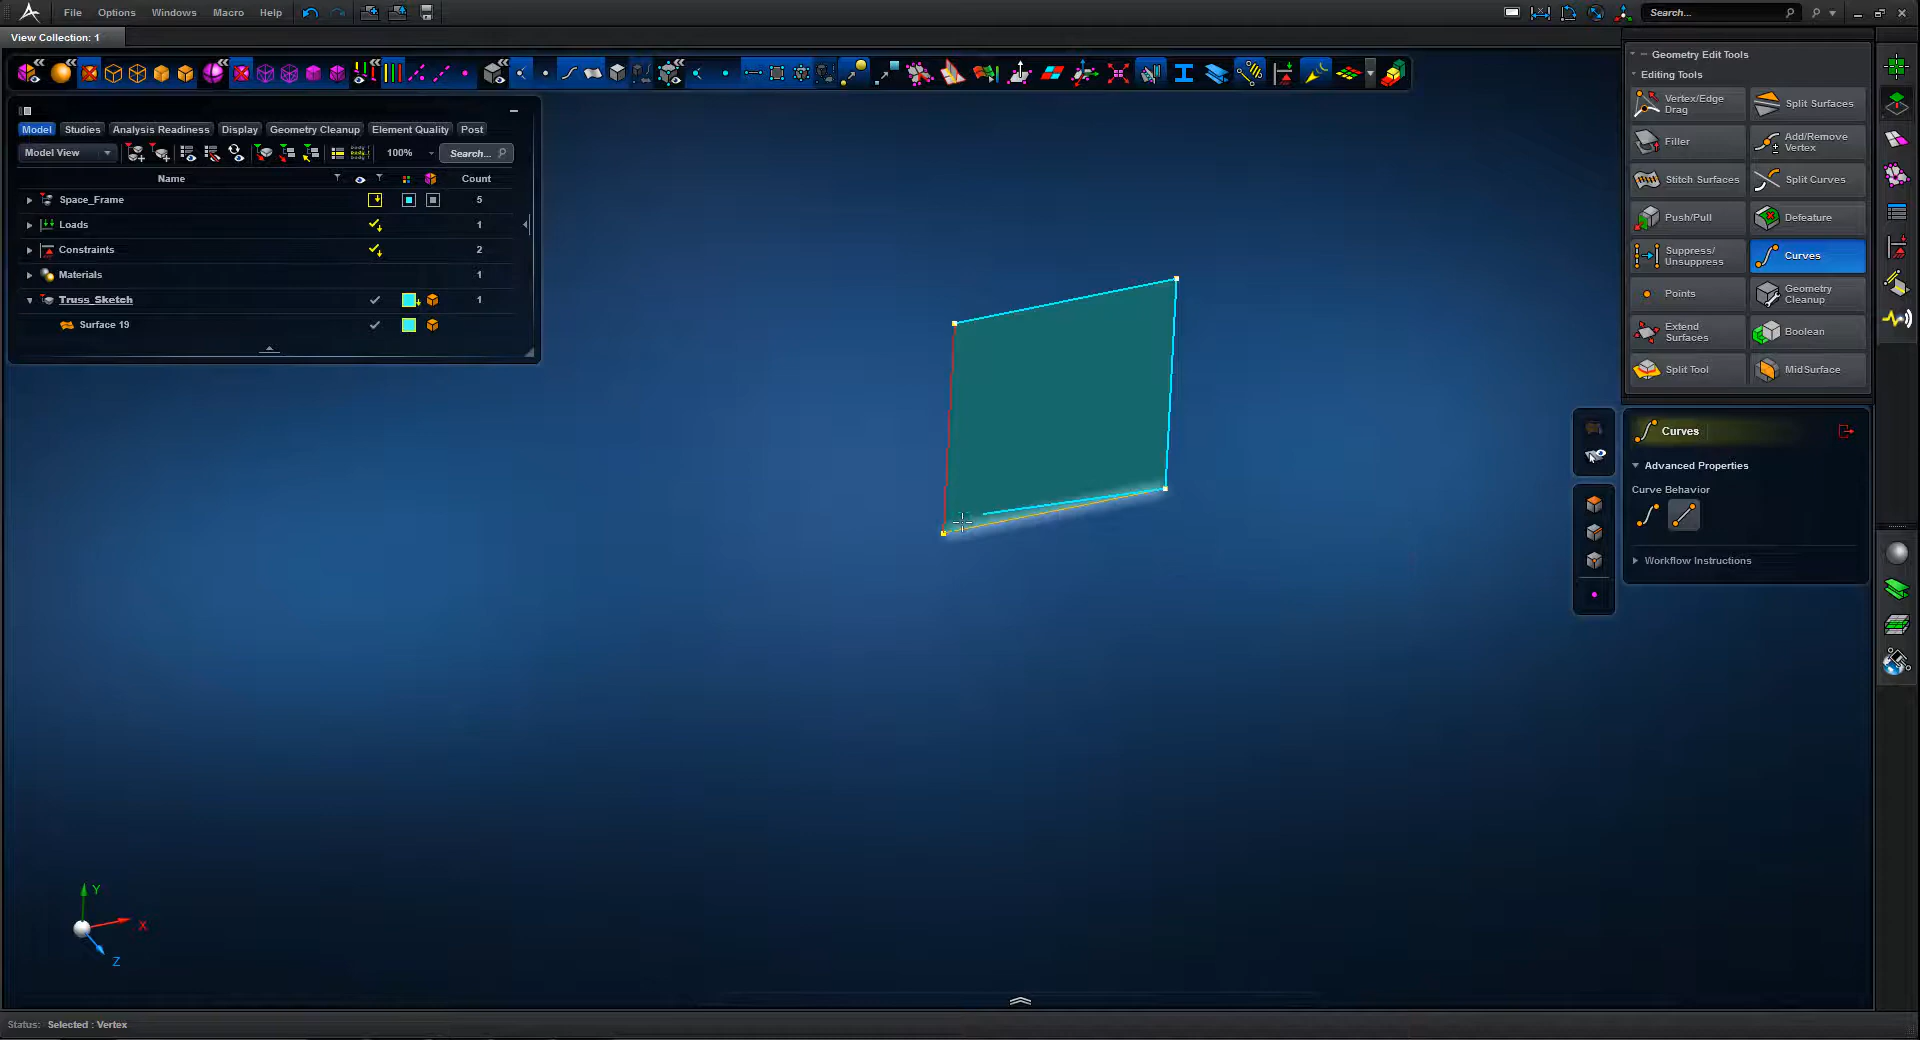 File Options Windows Macro Help Search...
View Collection: 1
Model Studies Analysis Readiness Display Geometry Cleanup Element Quality Post
Model View 100% Search...
Name Count
Space_Frame 5
Loads 1
Constraints 2
Materials 1
Truss_Sketch 1
Surface 19
Geometry Edit Tools
Editing Tools
Vertex/Edge Drag
Split Surfaces
Filler
Add/Remove Vertex
Stitch Surfaces
Split Curves
Push/Pull
Defeature
Suppress/ Unsuppress
Curves
Points
Geometry Cleanup
Extend Surfaces
Boolean
Split Tool
MidSurface
Curves
Advanced Properties
Curve Behavior
Workflow Instructions
Y
X
Z
Status: Selected : Vertex